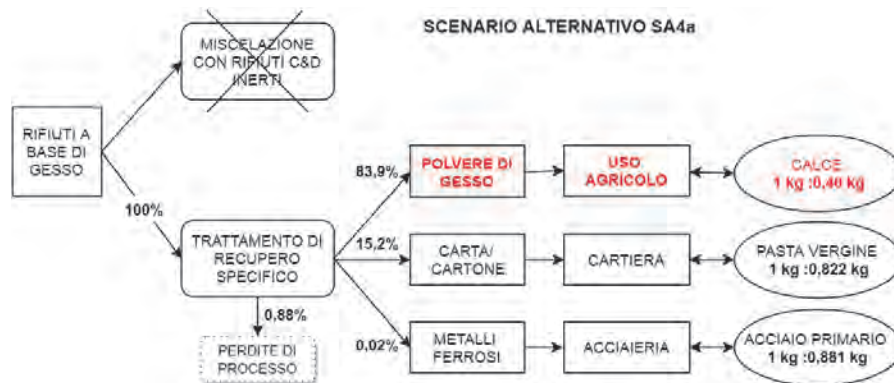 SCENARIO ALTERNATIVO SA4a
MISCELAZIONE
CON RIFIUTI C&D
INERTI
RIFIUTI A
BASE DI
GESSO
100%
TRATTAMENTO DI
RECUPERO
SPECIFICO
0,88%
PERDITE DI
PROCESSO
83,9%
POLVERE DI
GESSO
USO
AGRICOLO
CALCE
1 kg :0,40 kg
15,2%
CARTA/
CARTONE
CARTIERA
PASTA VERGINE
1 kg :0,822 kg
0,02%
METALLI
FERROSI
ACCIAIERIA
ACCIAIO PRIMARIO
1 kg :0,881 kg